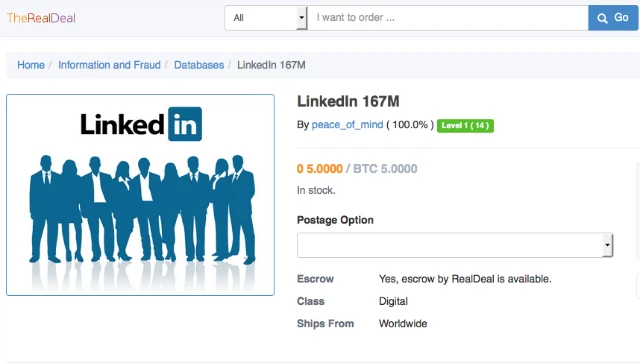 TheRealDeal
All
I want to order ...
Go
Home / Information and Fraud / Databases / LinkedIn 167M
Linked in
LinkedIn 167M
By peace_of_mind ( 100.0% ) Level 1 ( 14 )
0 5.0000 / BTC 5.0000
In stock.
Postage Option
Escrow Yes, escrow by RealDeal is available.
Class Digital
Ships From Worldwide